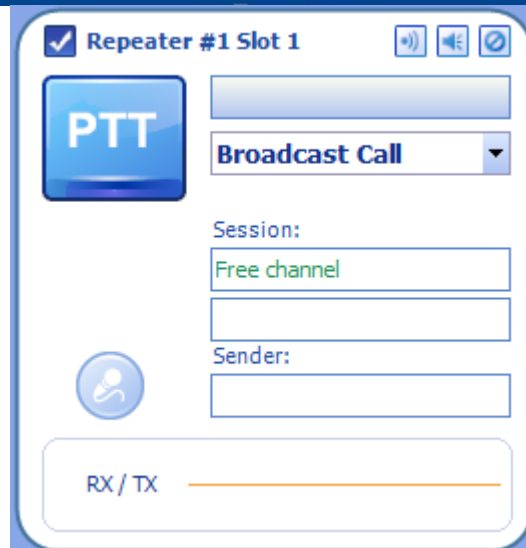 Repeater #1 Slot 1
PTT
Broadcast Call
Session:
Free channel
Sender:
RX / TX